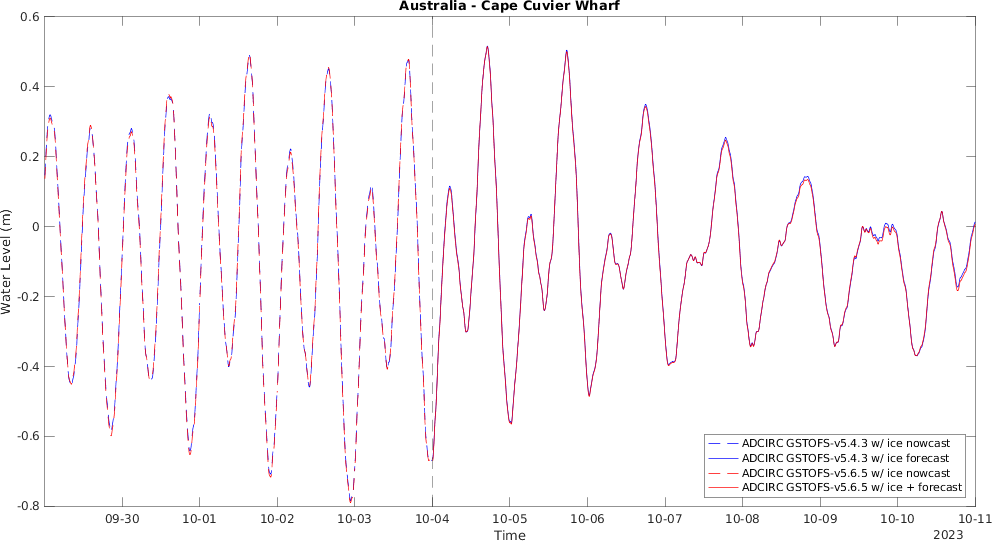 Australia - Cape Cuvier Wharf
0.6
0.4
0.2
0
-0.2
-0.4
-0.6
-0.8
Water Level (m)
ADCIRC GSTOFS-v5.4.3 w/ ice nowcast
ADCIRC GSTOFS-v5.4.3 w/ ice forecast
ADCIRC GSTOFS-v5.6.5 w/ ice nowcast
ADCIRC GSTOFS-v5.6.5 w/ ice + forecast
09-30 10-01 10-02 10-03 10-04 10-05 10-06 10-07 10-08 10-09 10-10 10-11
Time
2023